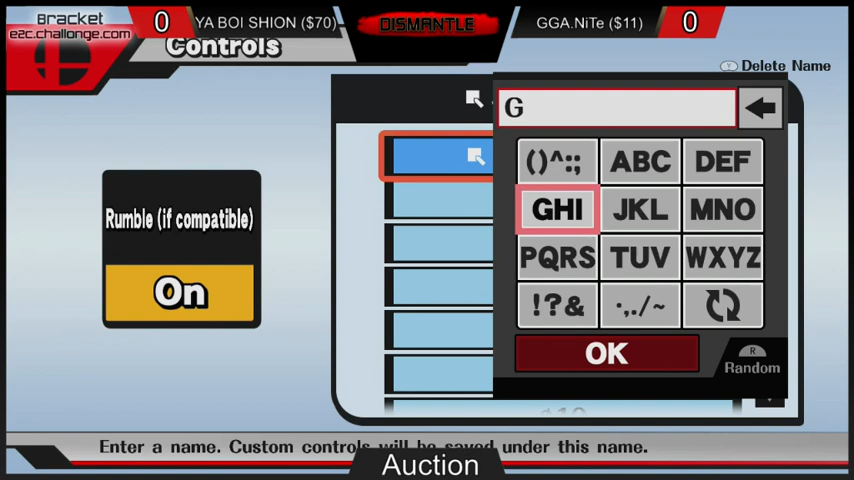 Bracket
e2c.challonge.com
0
YA BOI SHION ($70)
DISMANTLE
GGA.NiTe ($11)
0
Controls
Y Delete Name
G
()^:; ABC DEF
GHI JKL MNO
PQRS TUV WXYZ
!?& ·,./~
OK
R
Random
Rumble (if compatible)
On
Enter a name. Custom controls will be saved under this name.
Auction